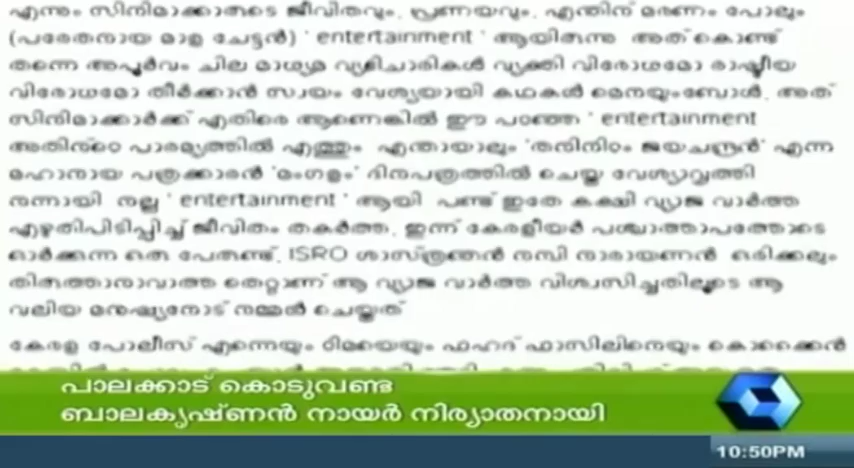 എന്നും സിനിമാക്കാരുടെ ജീവിതവും, പ്രണയവും, എന്തിന് മരണം പോലും
(പരേതനായ മാള ചേട്ടൻ) ' entertainment ' ആയിരുന്നു അത് കൊണ്ട്
തന്നെ അപൂർവം ചില മാധ്യമ വ്യഭിചാരികൾ വ്യക്തി വിരോധമോ രാഷ്ട്രീയ
വിരോധമോ തീർക്കാൻ സ്വയം വേശ്യയായി കഥകൾ മെനയുംബോൾ, അത്
സിനിമാക്കാർക്ക് എതിരെ ആണെങ്കിൽ ഈ പറഞ്ഞ ' entertainment
അതിൻറെ പാരമ്യത്തിൽ എത്തും എന്തായാലും 'തനിനിറം ജയചന്ദ്രൻ' എന്ന
മഹാനായ പത്രക്കാരൻ 'മംഗളം' ദിനപത്രത്തിൽ ചെയ്ത വേശ്യാവൃത്തി
നന്നായി നല്ല ' entertainment ' ആയി പണ്ട് ഇതേ കക്ഷി വ്യാജ വാർത്ത
എഴുതിപിടിപ്പിച്ച് ജീവിതം തകർത്ത, ഇന്ന് കേരളീയർ പശ്ചാത്താപത്തോടെ
ഓർക്കുന്ന ഒരു പേരുണ്ട്, ISRO ശാസ്ത്രജ്ഞൻ നമ്പി നാരായണൻ ഒരിക്കലും
തിരുത്താനാവാത്ത തെറ്റാണ് ആ വ്യാജ വാർത്ത വിശ്വസിച്ചതിലൂടെ ആ
വലിയ മനുഷ്യനോട് നമ്മൾ ചെയ്തത്
കേരള പോലീസ് എന്നെയും റിമയെയും ഫഹദ് ഫാസിലിനെയും കൊക്കൈൻ
പാലക്കാട് കൊടുവണ്ട
ബാലകൃഷ്ണൻ നായർ നിര്യാതനായി
10:50PM